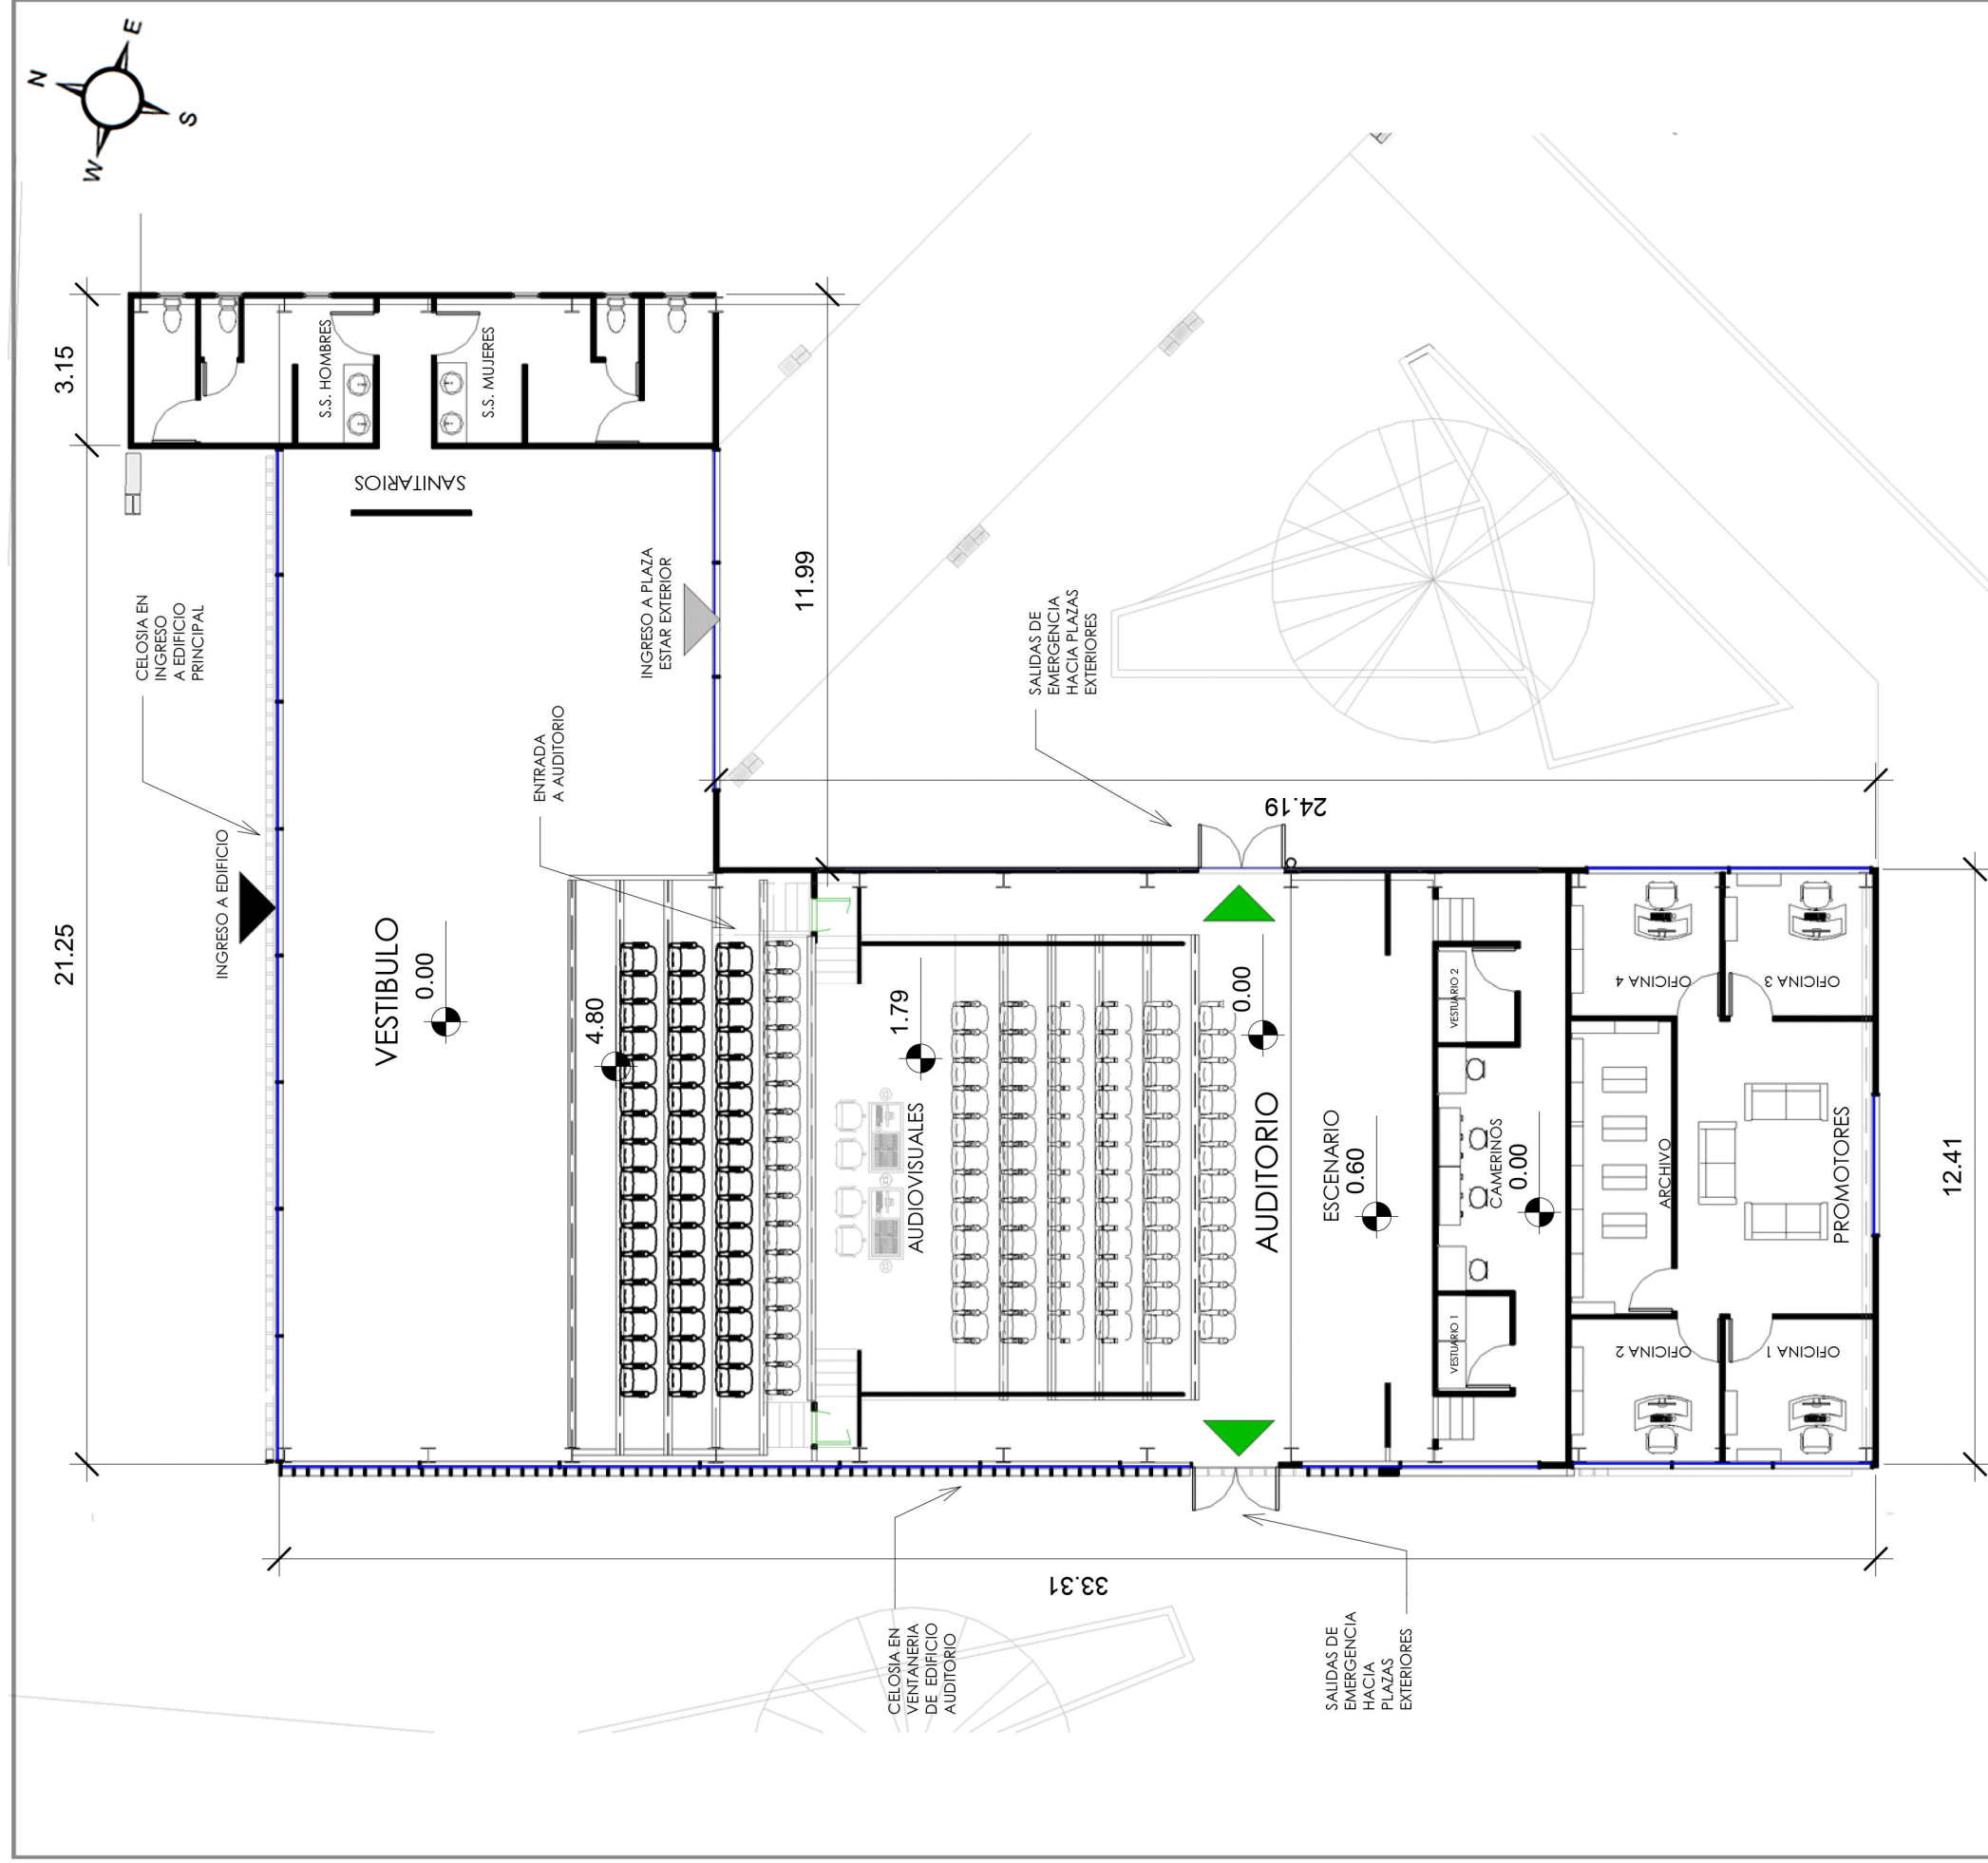 N
E
S
W
3.15
21.25
S.S. HOMBRES
S.S. MUJERES
SANITARIOS
CELOSIA EN
INGRESO
A EDIFICIO
PRINCIPAL
INGRESO A EDIFICIO
INGRESO A PLAZA
ESTAR EXTERIOR
11.99
ENTRADA
A AUDITORIO
SALIDAS DE
EMERGENCIA
HACIA PLAZAS
EXTERIORES
24.19
VESTIBULO
0.00
4.80
1.79
AUDIOVISUALES
0.00
AUDITORIO
ESCENARIO
0.60
VESTUARIO 2
CAMERINOS
0.00
VESTUARIO 1
OFICINA 4
OFICINA 3
ARCHIVO
PROMOTORES
OFICINA 2
OFICINA 1
12.41
33.31
CELOSIA EN
VENTANERIA
DE EDIFICIO
AUDITORIO
SALIDAS DE
EMERGENCIA
HACIA
PLAZAS
EXTERIORES